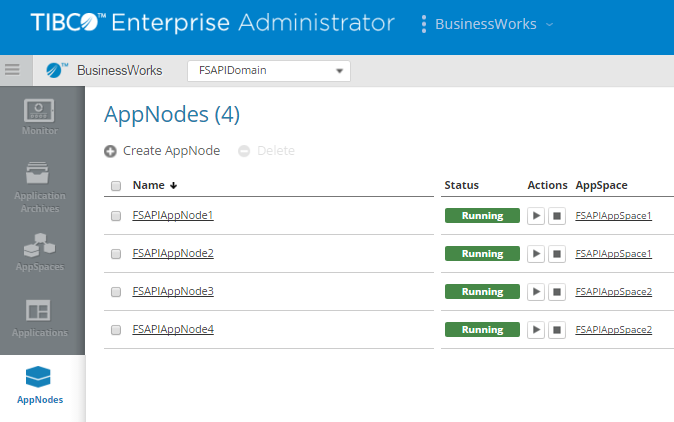 TIBCO™ Enterprise Administrator BusinessWorks
BusinessWorks FSAPIDomain
Monitor
Application Archives
AppSpaces
Applications
AppNodes
AppNodes (4)
Create AppNode Delete
Name Status Actions AppSpace
FSAPIAppNode1 Running FSAPIAppSpace1
FSAPIAppNode2 Running FSAPIAppSpace1
FSAPIAppNode3 Running FSAPIAppSpace2
FSAPIAppNode4 Running FSAPIAppSpace2